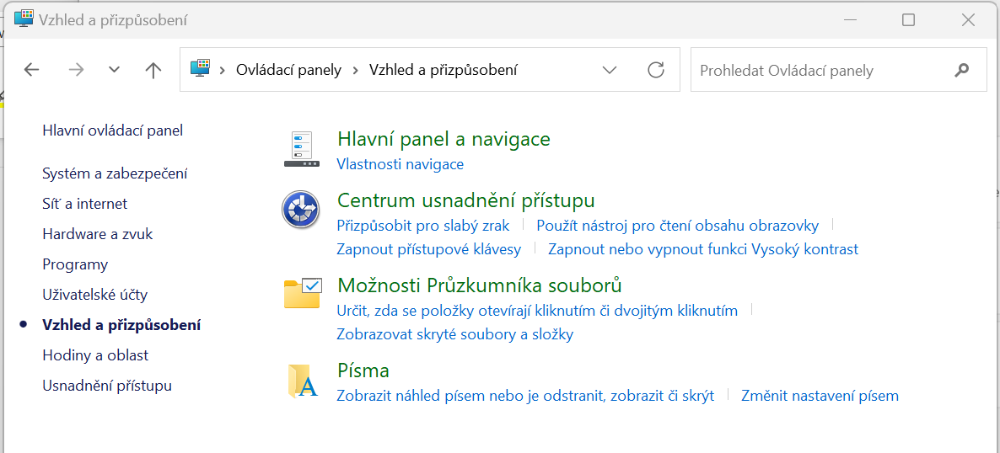 Vzhled a přizpůsobení
Ovládací panely > Vzhled a přizpůsobení
Prohledat Ovládací panely
Hlavní ovládací panel
Systém a zabezpečení
Síť a internet
Hardware a zvuk
Programy
Uživatelské účty
Vzhled a přizpůsobení
Hodiny a oblast
Usnadnění přístupu
Hlavní panel a navigace
Vlastnosti navigace
Centrum usnadnění přístupu
Přizpůsobit pro slabý zrak | Použít nástroj pro čtení obsahu obrazovky |
Zapnout přístupové klávesy | Zapnout nebo vypnout funkci Vysoký kontrast
Možnosti Průzkumníka souborů
Určit, zda se položky otevírají kliknutím či dvojitým kliknutím |
Zobrazovat skryté soubory a složky
Písma
Zobrazit náhled písem nebo je odstranit, zobrazit či skrýt | Změnit nastavení písem